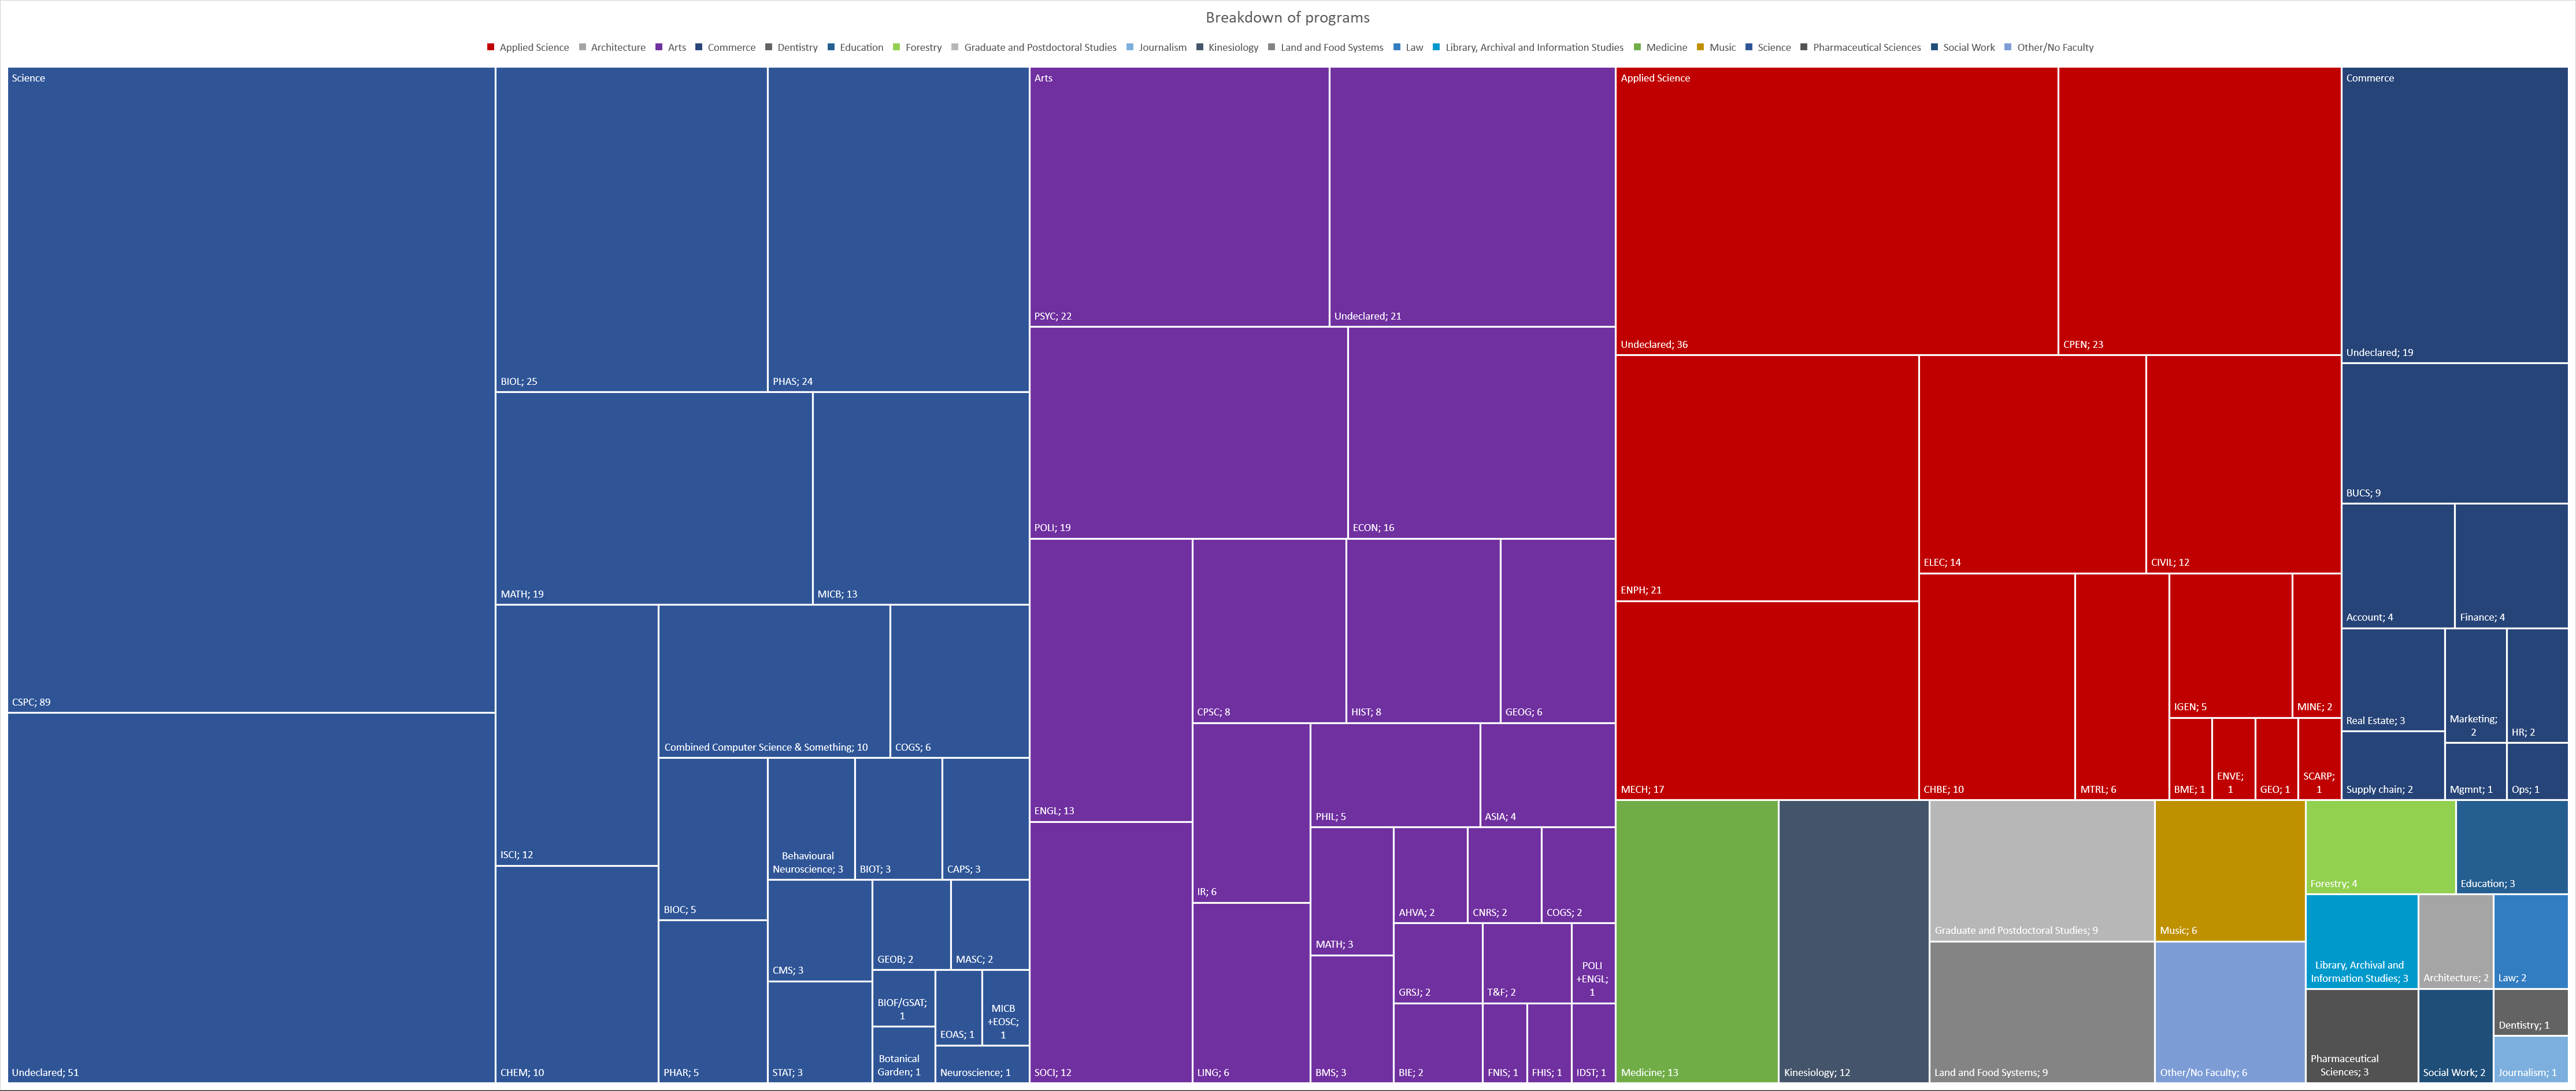 Breakdown of programs
Applied Science Architecture Arts Commerce Dentistry Education Forestry Graduate and Postdoctoral Studies Journalism Kinesiology Land and Food Systems Law Library, Archival and Information Studies Medicine Music Science Pharmaceutical Sciences Social Work Other/No Faculty
Science
CSPC; 89
Undeclared; 51
BIOL; 25
PHAS; 24
MATH; 19
MICB; 13
ISCI; 12
CHEM; 10
Combined Computer Science & Something; 10
COGS; 6
BIOC; 5
PHAR; 5
Behavioural
Neuroscience; 3
BIOT; 3
CAPS; 3
CMS; 3
STAT; 3
GEOB; 2
MASC; 2
BIOF/GSAT;
1
Botanical
Garden; 1
EOAS; 1
MICB
+EOSC;
1
Neuroscience; 1
Arts
PSYC; 22
Undeclared; 21
POLI; 19
ECON; 16
ENGL; 13
SOCI; 12
CPSC; 8
HIST; 8
GEOG; 6
IR; 6
LING; 6
PHIL; 5
ASIA; 4
MATH; 3
BMS; 3
AHVA; 2
CNRS; 2
COGS; 2
GRSJ; 2
T&F; 2
POLI
+ENGL;
1
BIE; 2
FNIS; 1
FHIS; 1
IDST; 1
Applied Science
Undeclared; 36
CPEN; 23
ENPH; 21
MECH; 17
ELEC; 14
CIVIL; 12
CHBE; 10
MTRL; 6
IGEN; 5
MINE; 2
BME; 1
ENVE;
1
GEO; 1
SCARP;
1
Commerce
Undeclared; 19
BUCS; 9
Account; 4
Finance; 4
Real Estate; 3
Supply chain; 2
Marketing;
2
HR; 2
Mgmnt; 1
Ops; 1
Medicine; 13
Kinesiology; 12
Graduate and Postdoctoral Studies; 9
Land and Food Systems; 9
Music; 6
Other/No Faculty; 6
Forestry; 4
Education; 3
Library, Archival and
Information Studies; 3
Architecture; 2
Law; 2
Pharmaceutical
Sciences; 3
Social Work; 2
Dentistry; 1
Journalism; 1